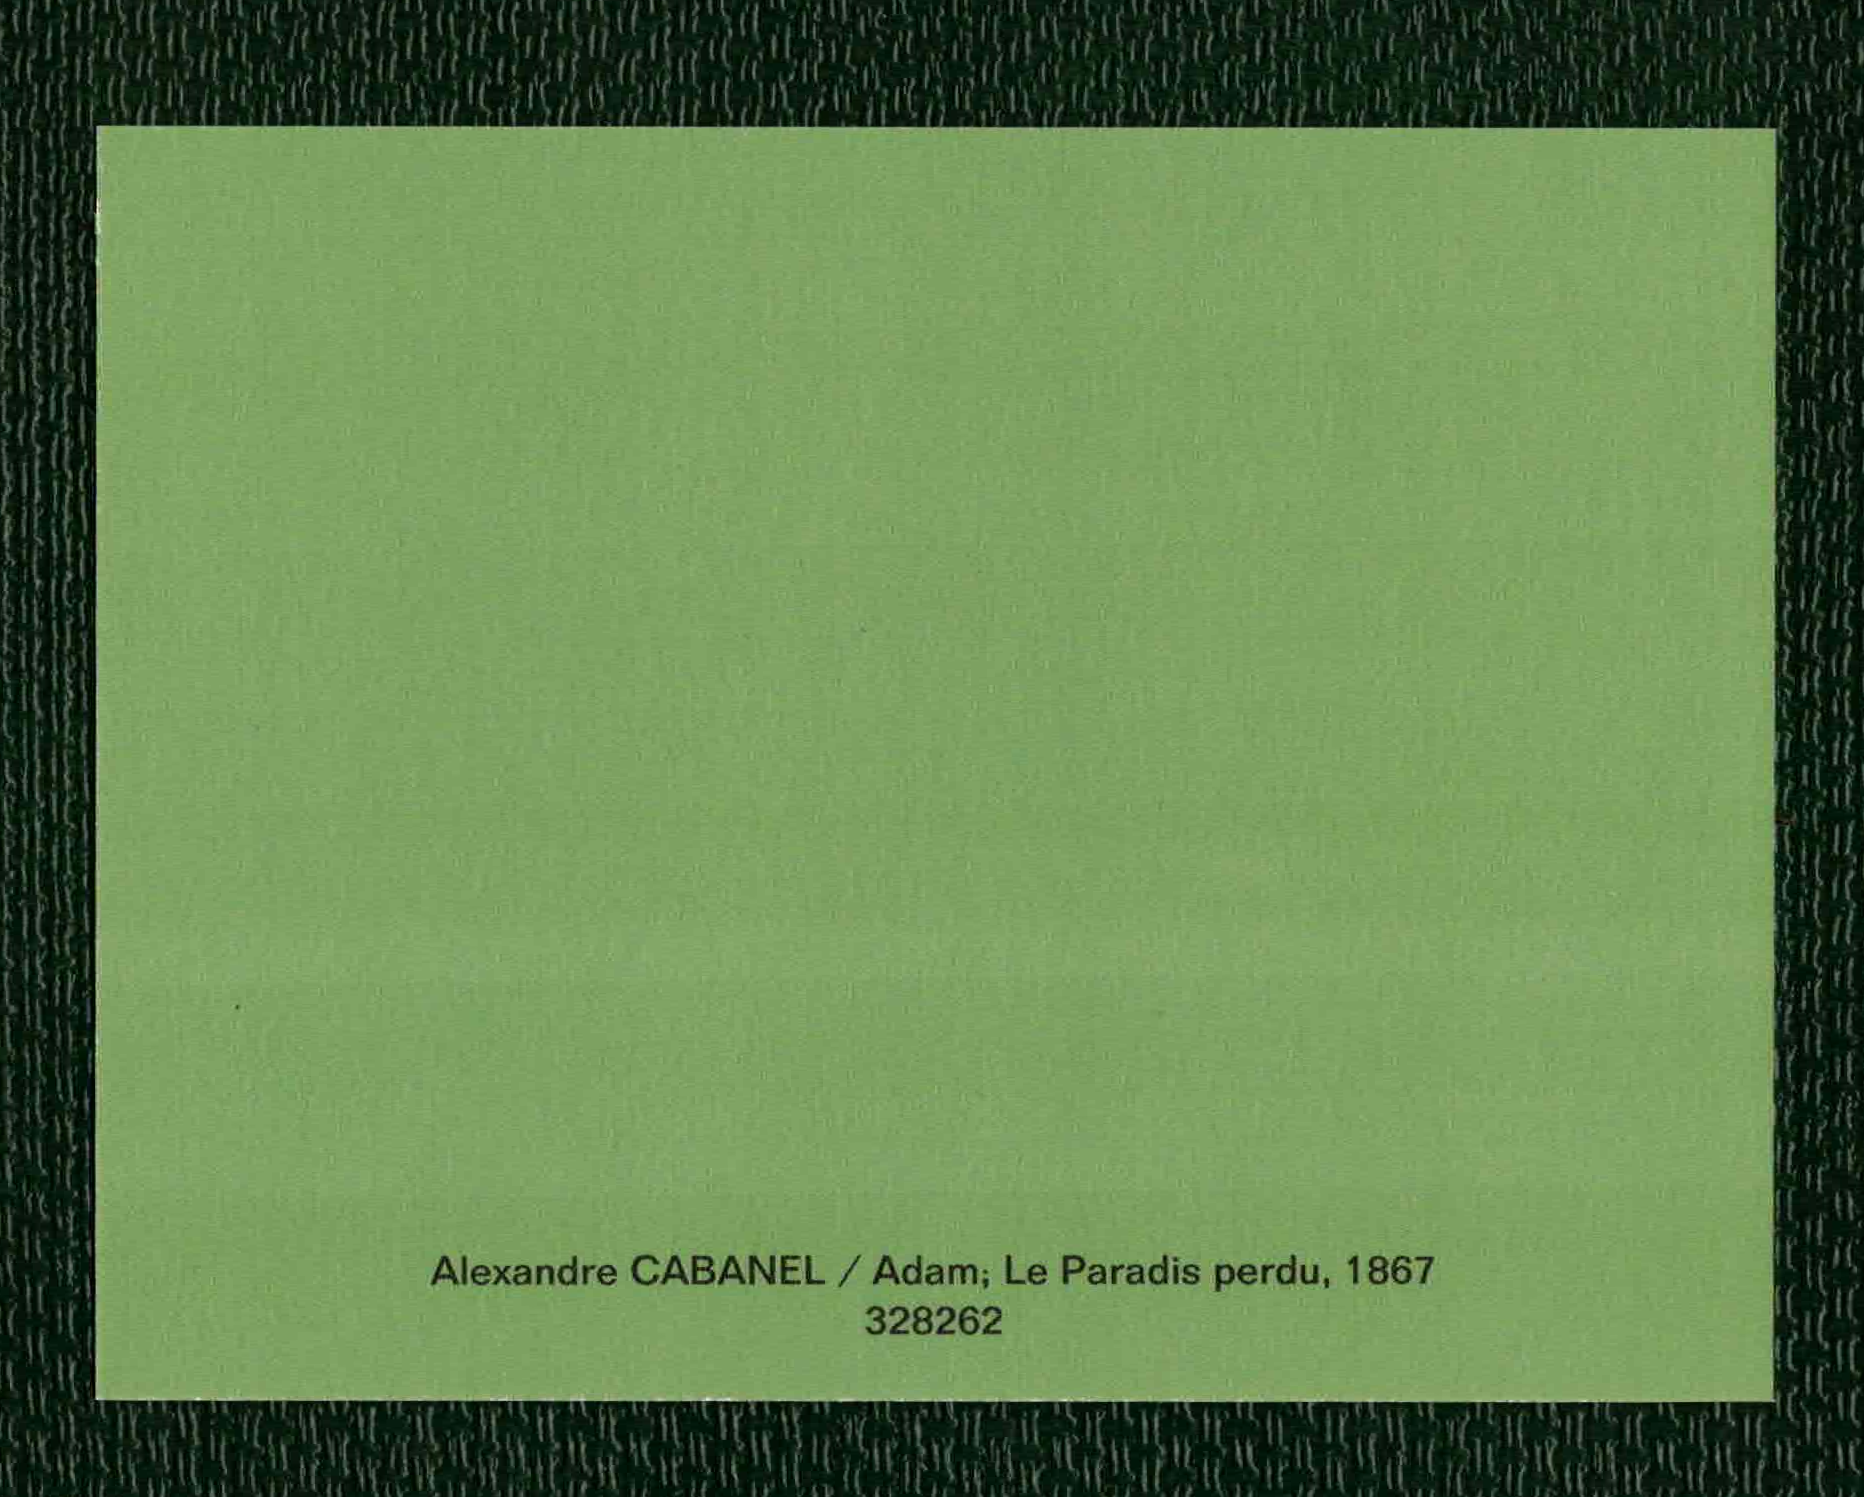 Alexandre CABANEL / Adam; Le Paradis perdu, 1867
328262